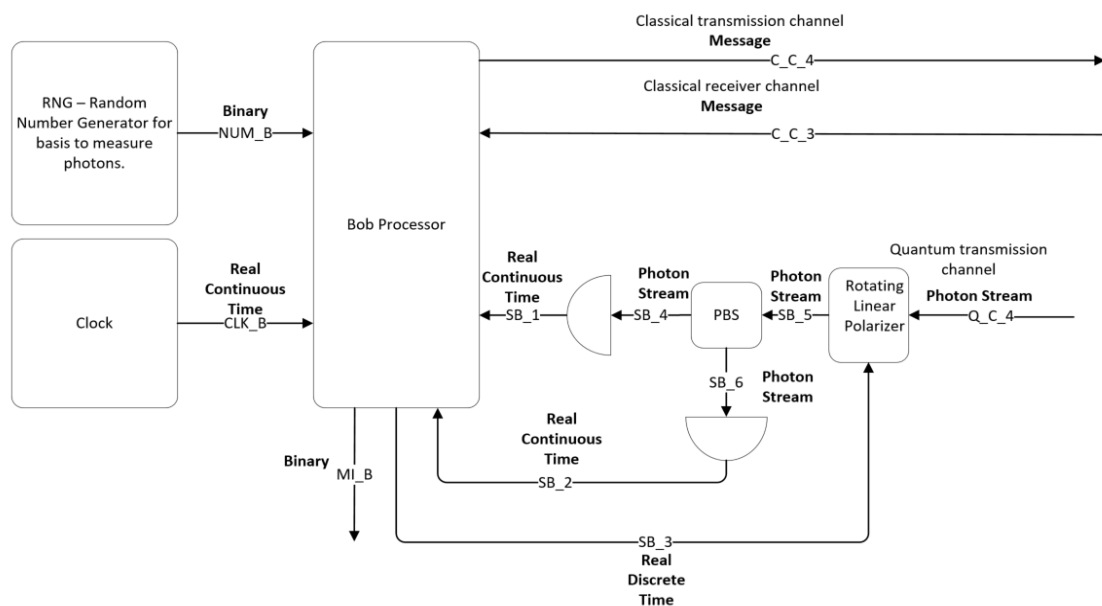 Classical transmission channel
Message
C_C_4
Classical receiver channel
Message
C_C_3
RNG – Random
Number Generator for
basis to measure
photons.
Binary
NUM_B
Bob Processor
Clock
Real
Continuous
Time
CLK_B
Real
Continuous
Time
SB_1
Photon
Stream
SB_4
PBS
Photon
Stream
SB_5
Rotating
Linear
Polarizer
Quantum transmission
channel
Photon Stream
Q_C_4
SB_6
Photon
Stream
Real
Continuous
Time
SB_2
Binary
MI_B
SB_3
Real
Discrete
Time